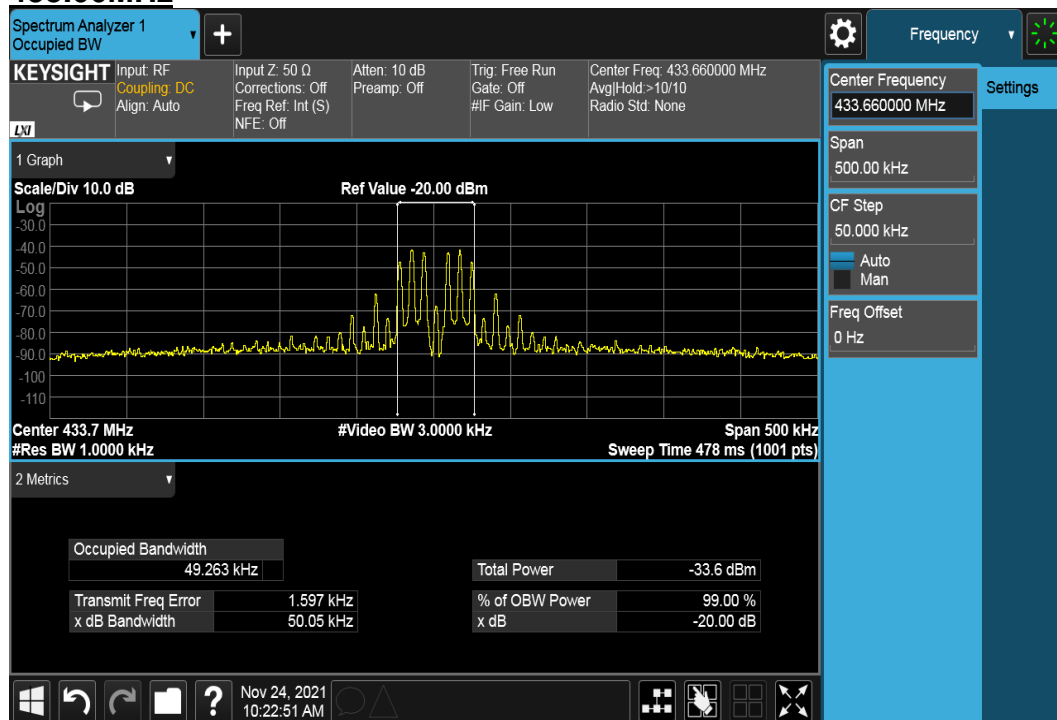 Spectrum Analyzer 1
Occupied BW
+
Frequency
KEYSIGHT
LXI
Input: RF
Coupling: DC
Align: Auto
Input Z: 50 Ω
Corrections: Off
Freq Ref: Int (S)
NFE: Off
Atten: 10 dB
Preamp: Off
Trig: Free Run
Gate: Off
#IF Gain: Low
Center Freq: 433.660000 MHz
Avg|Hold:>10/10
Radio Std: None
Center Frequency
433.660000 MHz
Settings
Span
500.00 kHz
CF Step
50.000 kHz
Auto
Man
Freq Offset
0 Hz
1 Graph
Scale/Div 10.0 dB
Ref Value -20.00 dBm
Log
-30.0
-40.0
-50.0
-60.0
-70.0
-80.0
-90.0
-100
-110
Center 433.7 MHz
#Video BW 3.0000 kHz
Span 500 kHz
#Res BW 1.0000 kHz
Sweep Time 478 ms (1001 pts)
2 Metrics
Occupied Bandwidth
49.263 kHz
Total Power -33.6 dBm
Transmit Freq Error 1.597 kHz
% of OBW Power 99.00 %
x dB Bandwidth 50.05 kHz
x dB -20.00 dB
?
Nov 24, 2021
10:22:51 AM